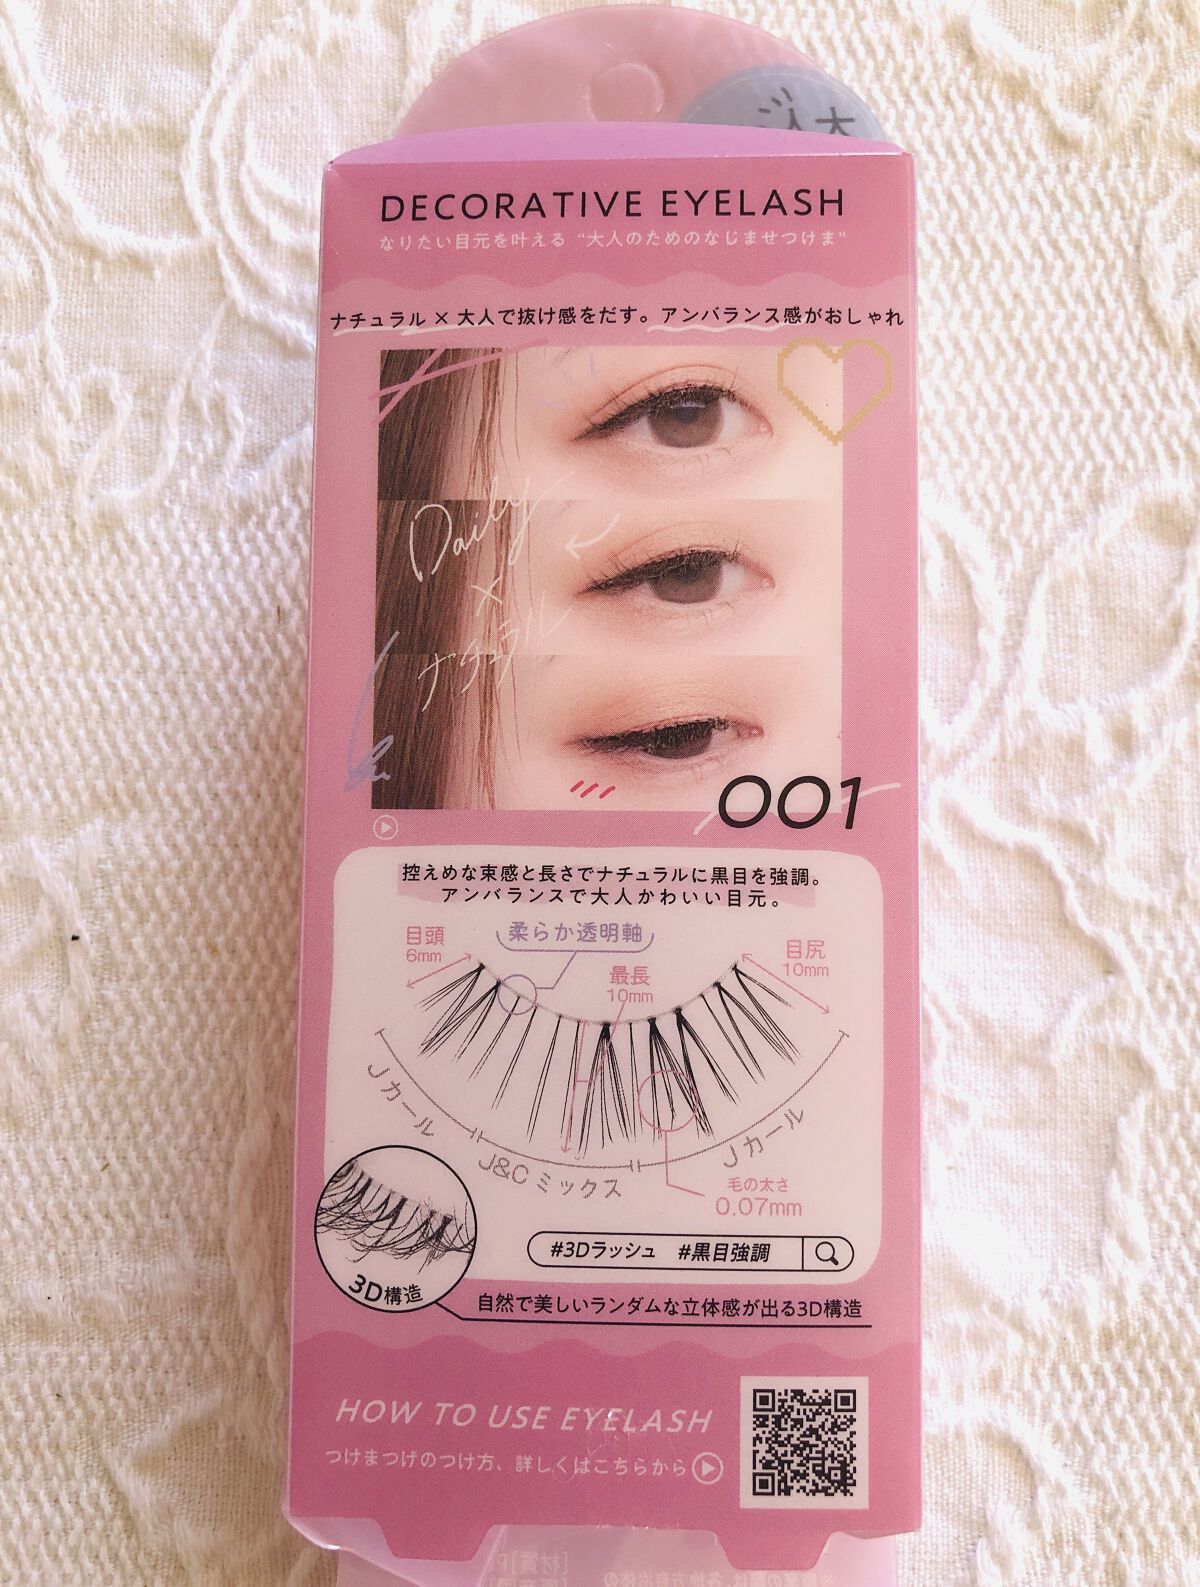 大人
DECORATIVE EYELASH
なりたい目元を叶える “大人のためのなじませつけま”
ナチュラル × 大人で抜け感をだす。アンバランス感がおしゃれ
Daily
×
ナチュラル
001
控えめな束感と長さでナチュラルに黒目を強調。
アンバランスで大人かわいい目元。
柔らか透明軸
目頭
6mm
目尻
10mm
最長
10mm
Jカール
J&Cミックス
Jカール
毛の太さ
0.07mm
#3Dラッシュ #黒目強調
3D構造
自然で美しいランダムな立体感が出る3D構造
HOW TO USE EYELASH
つけまつげのつけ方、詳しくはこちらから